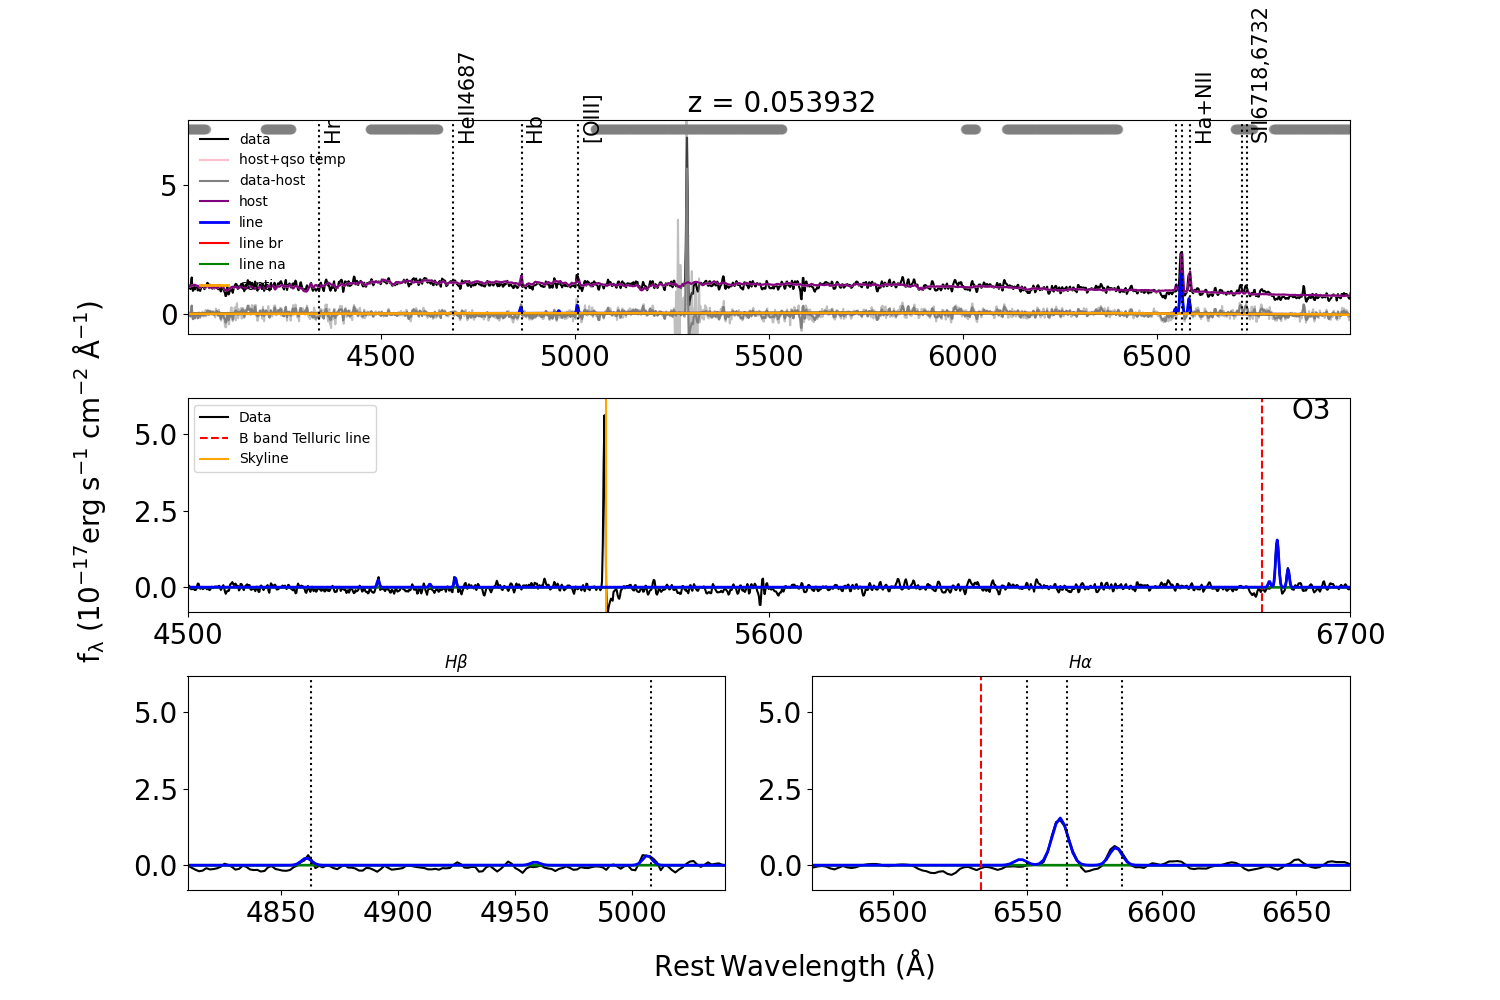 z = 0.053932
Hr
HeII4687
Hb
[OIII]
Ha+NII
SII6718,6732
data
host+qso temp
data-host
host
line
line br
line na
5
0
4500
5000
5500
6000
6500
f_λ (10⁻¹⁷erg s⁻¹ cm⁻² Å⁻¹)
O3
Data
B band Telluric line
Skyline
5.0
2.5
0.0
4500
5600
6700
Hβ
5.0
2.5
0.0
4850
4900
4950
5000
Hα
5.0
2.5
0.0
6500
6550
6600
6650
Rest Wavelength (Å)